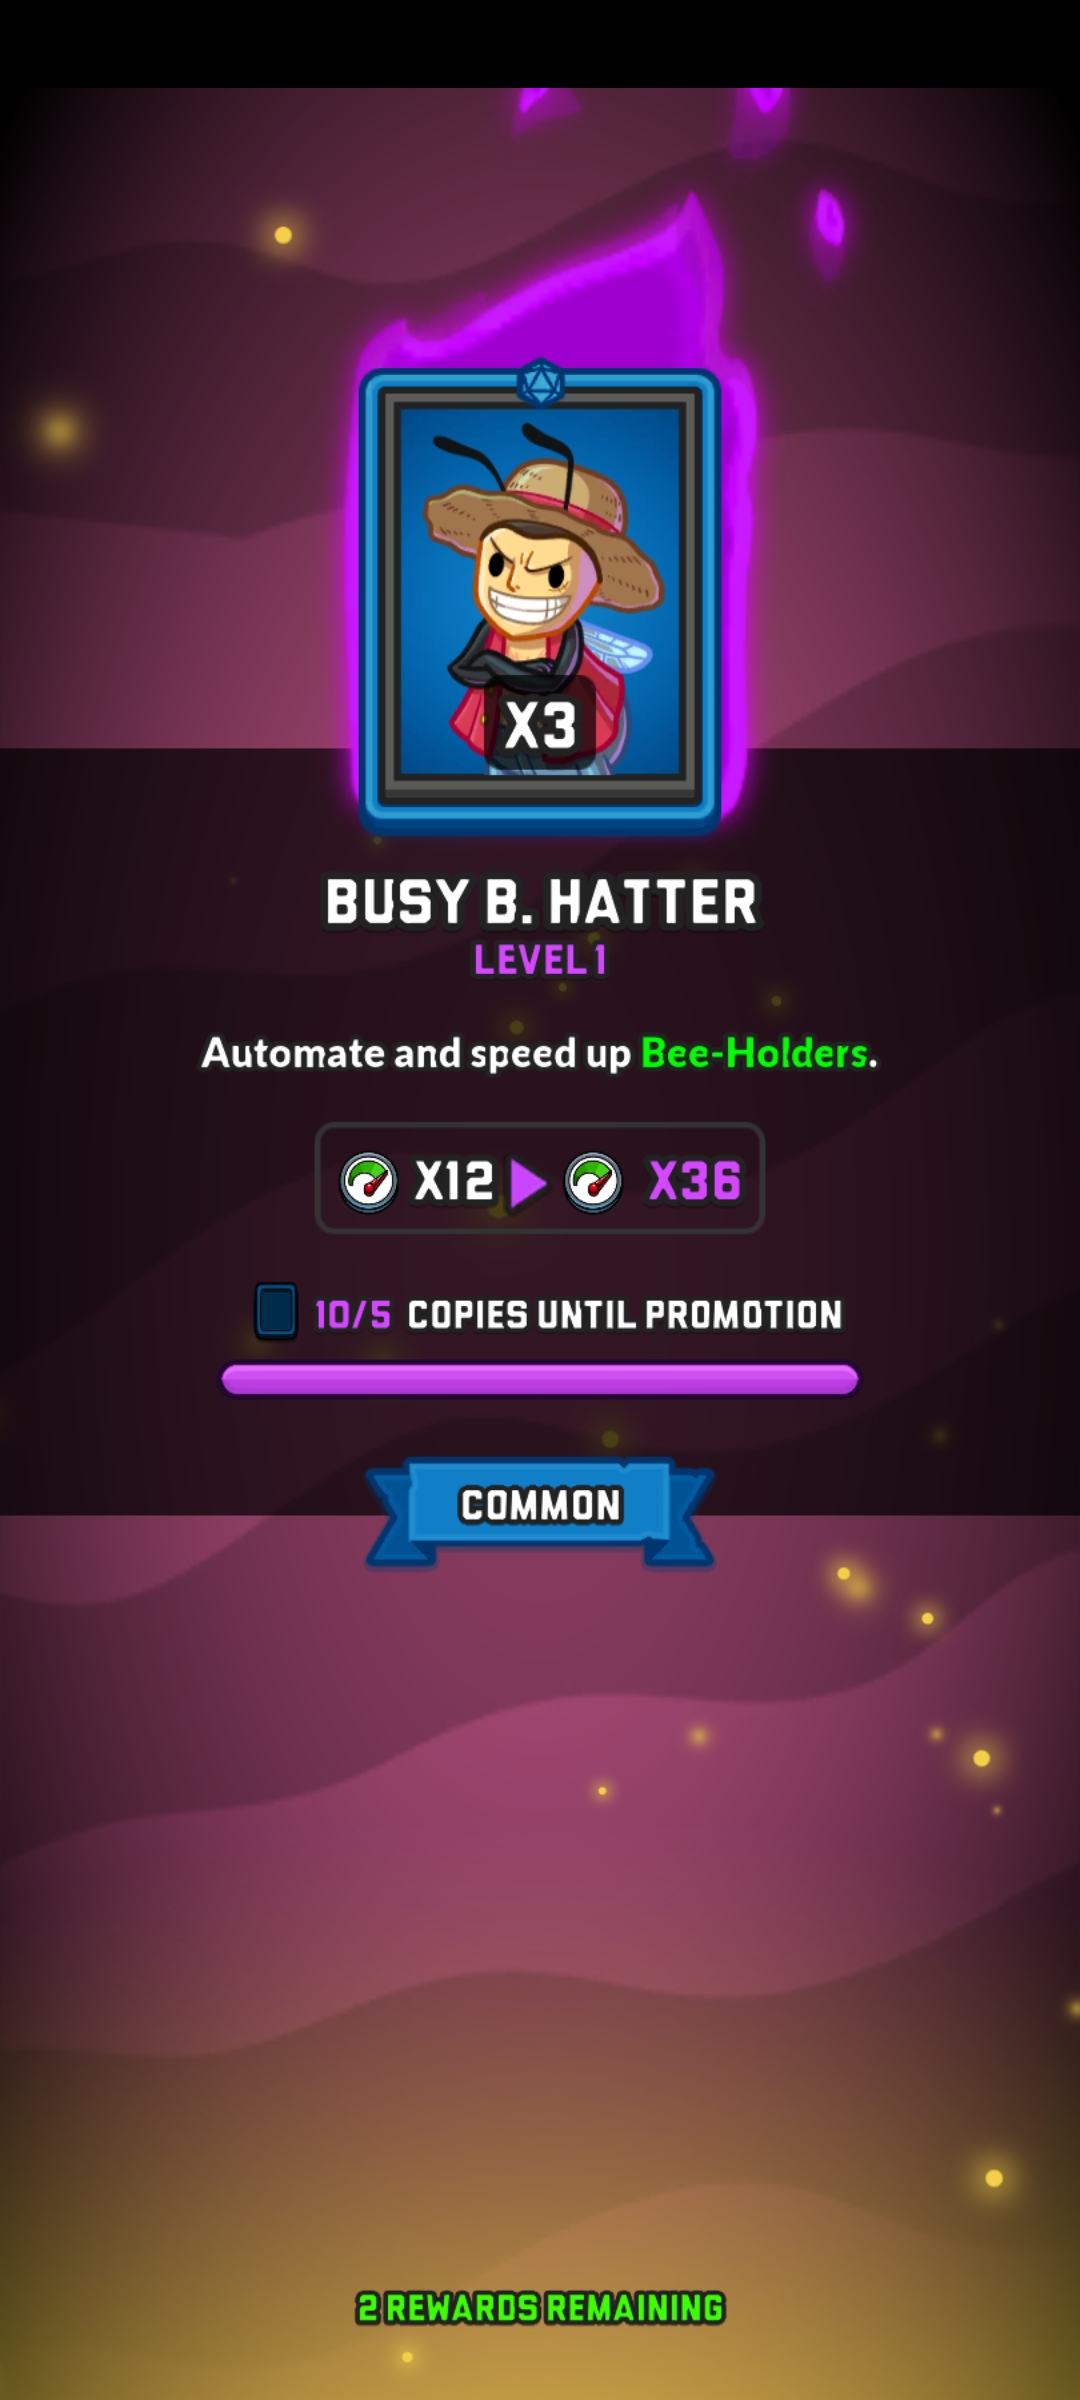 X3
BUSY B. HATTER
LEVEL 1
Automate and speed up Bee-Holders.
X12 X36
10/5 COPIES UNTIL PROMOTION
COMMON
2 REWARDS REMAINING